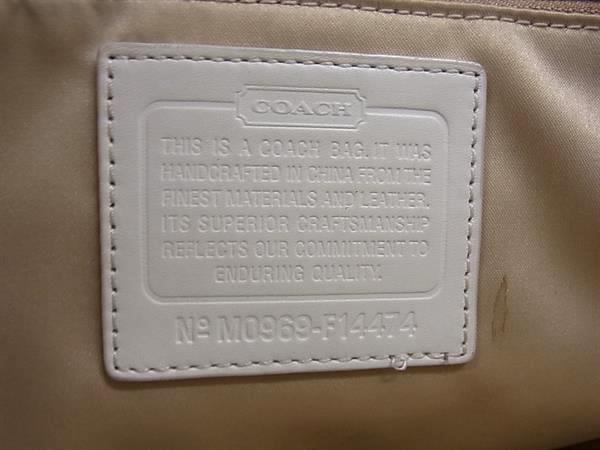 COACH
THIS IS A COACH BAG. IT WAS
HANDCRAFTED IN CHINA FROM THE
FINEST MATERIALS AND LEATHER.
ITS SUPERIOR CRAFTSMANSHIP
REFLECTS OUR COMMITMENT TO
ENDURING QUALITY.
Nº M0969-F14474